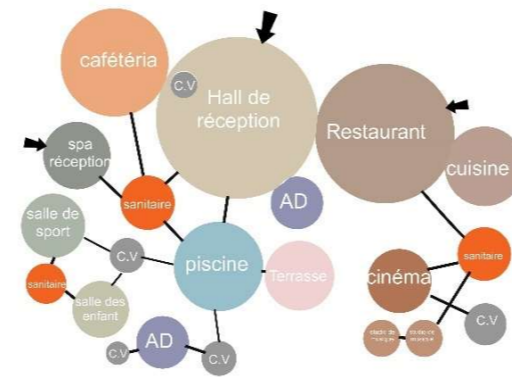 cafétéria
C.V
Hall de
réception
Restaurant
cuisine
spa
réception
sanitaire
AD
salle de
sport
C.V
piscine
Terrasse
sanitaire
cinéma
sanitaire
salle des
enfant
C.V
AD
C.V
C.V